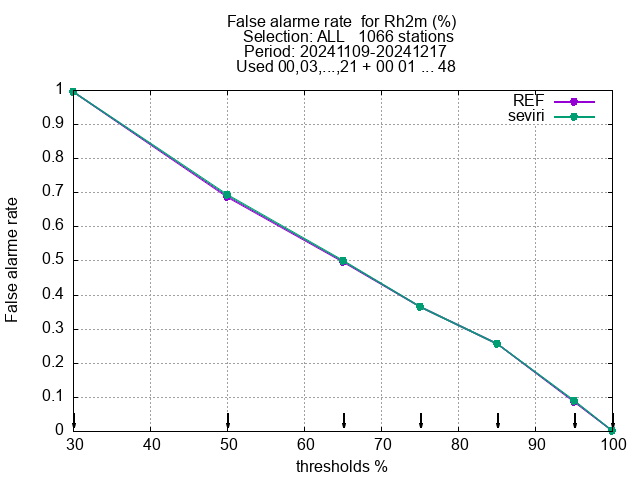 False alarme rate  for Rh2m (%)
Selection: ALL   1066 stations
Period: 20241109-20241217
Used 00,03,...,21 + 00 01 ... 48
REF
seviri
1
0.9
0.8
0.7
0.6
0.5
0.4
0.3
0.2
0.1
0
False alarme rate
30 40 50 60 70 80 90 100
thresholds %